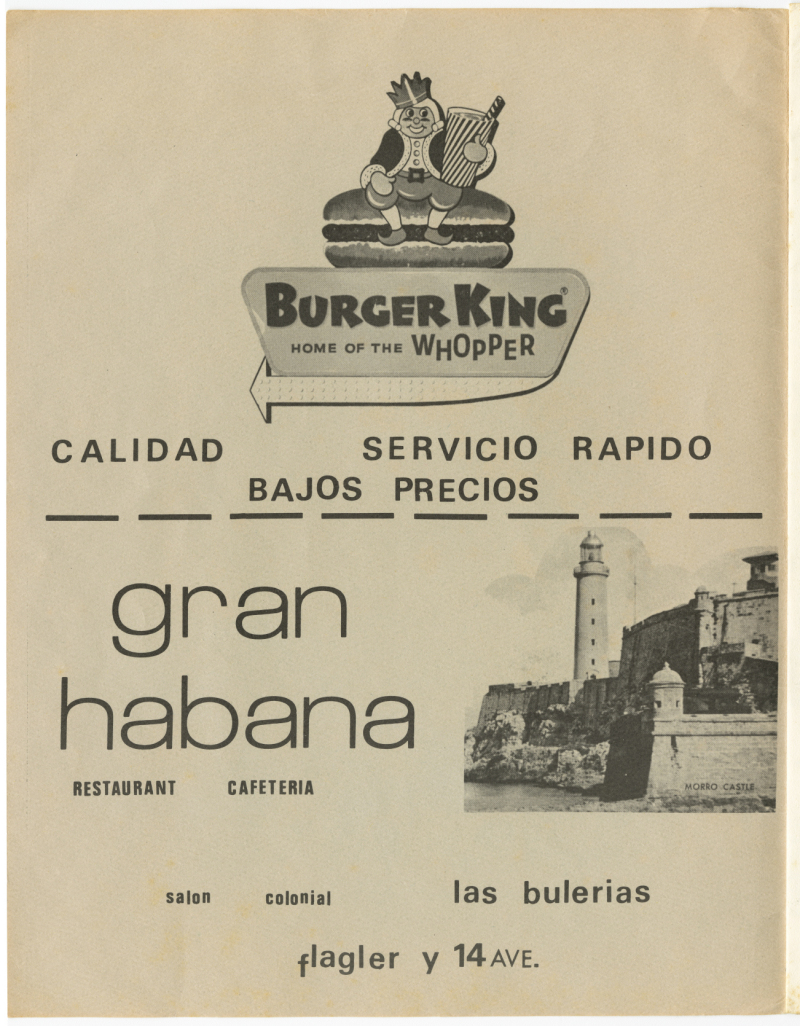 BURGER KING®
HOME OF THE WHOPPER
CALIDAD SERVICIO RAPIDO
BAJOS PRECIOS
gran
habana
RESTAURANT CAFETERIA
MORRO CASTLE
salon colonial las bulerias
flagler y 14 AVE.